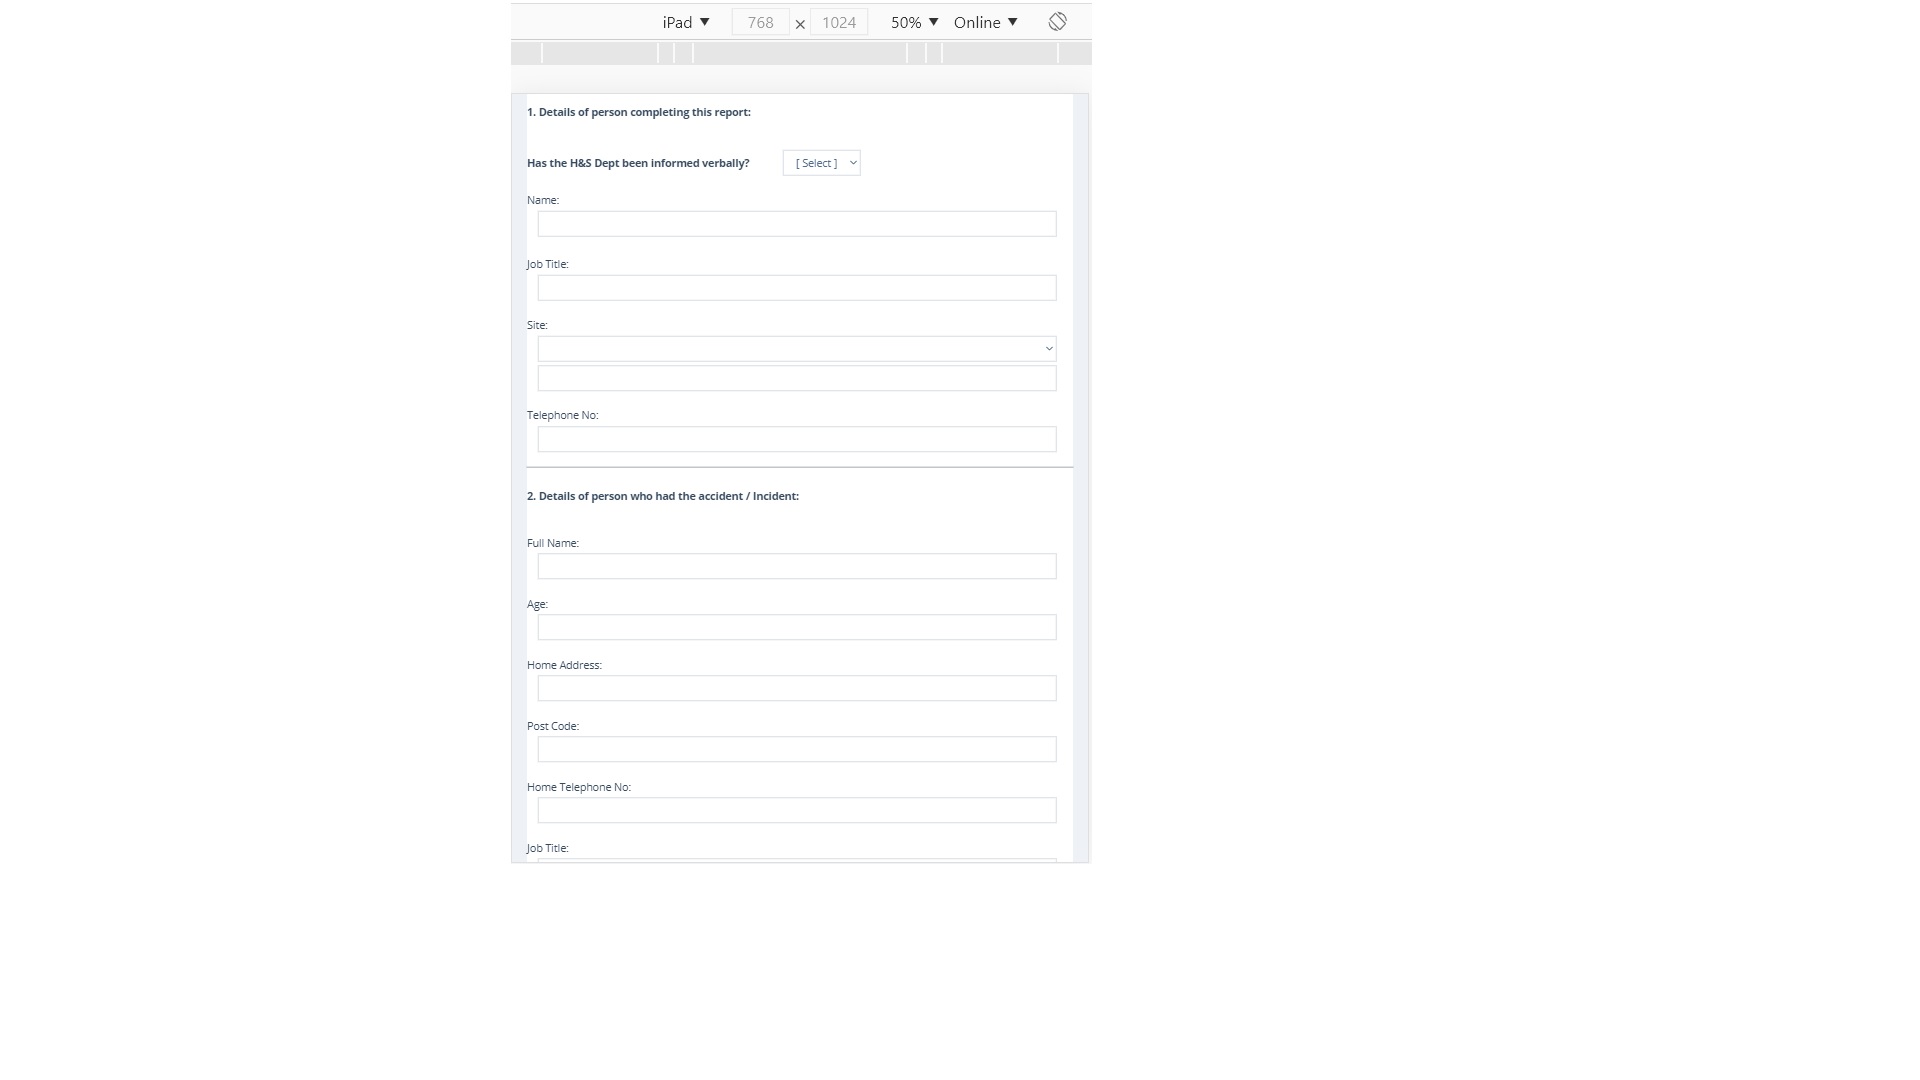 iPad ▼ 768 × 1024 50% ▼ Online ▼
1. Details of person completing this report:
Has the H&S Dept been informed verbally? [ Select ]
Name:
Job Title:
Site:
Telephone No:
2. Details of person who had the accident / Incident:
Full Name:
Age:
Home Address:
Post Code:
Home Telephone No:
Job Title: